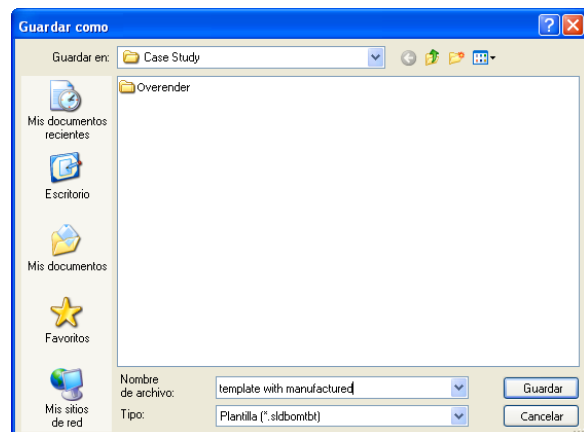 Guardar como
Guardar en:
Case Study
Overender
Mis documentos
recientes
Escritorio
Mis documentos
Favoritos
Mis sitios
de red
Nombre
de archivo:
template with manufactured
Guardar
Tipo:
Plantilla (*.sldbomtbt)
Cancelar